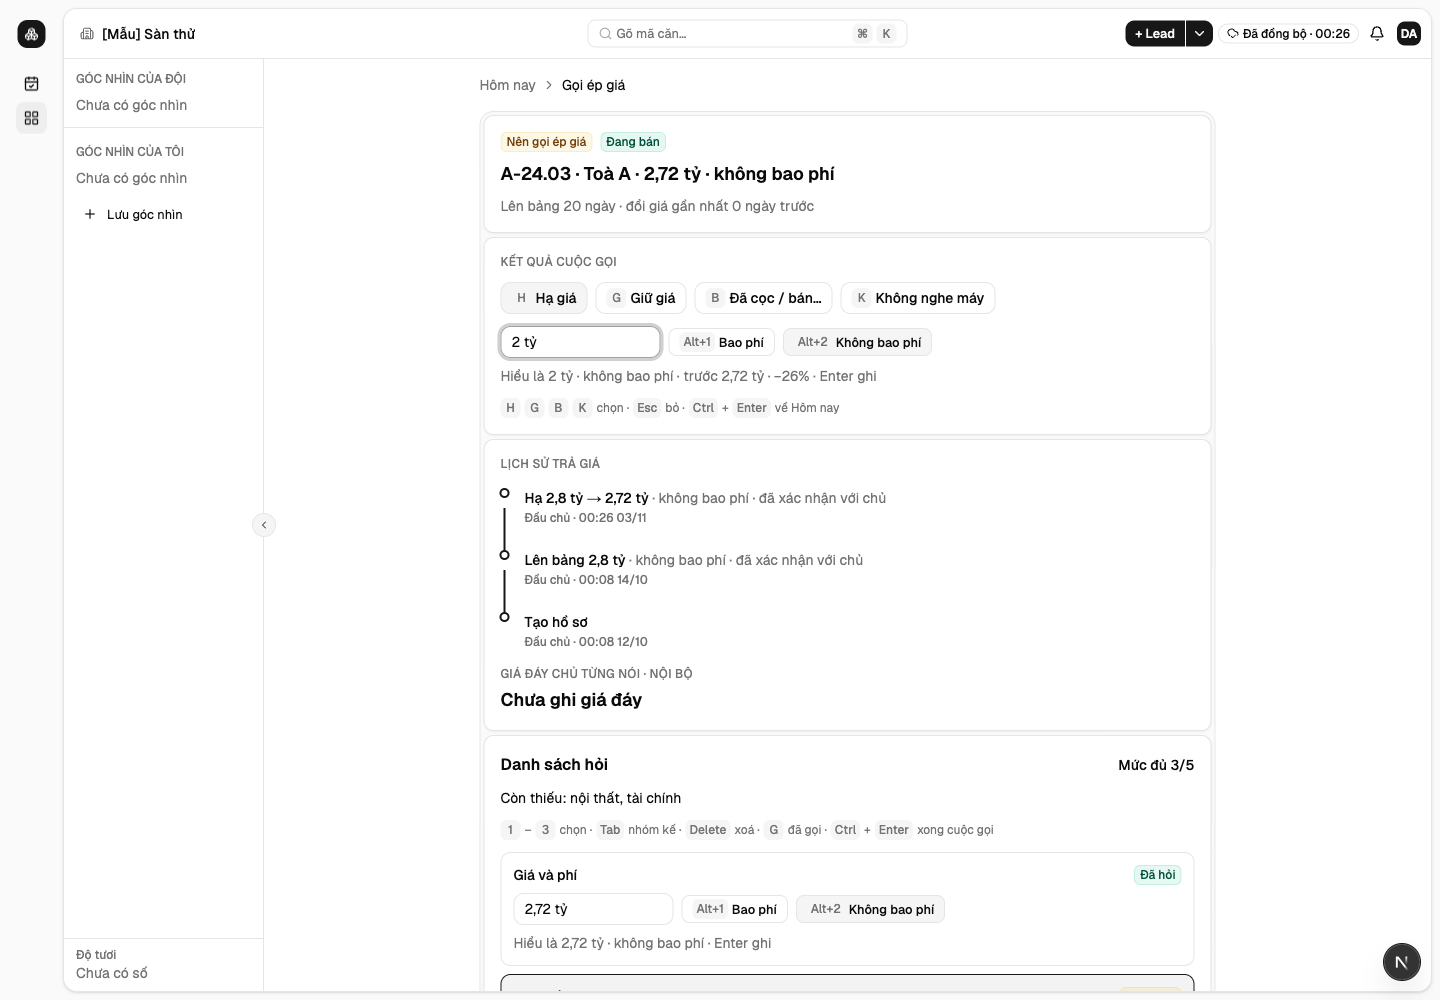 [Mẫu] Sàn thử
Gõ mã căn... ⌘ K
+ Lead
Đã đồng bộ · 00:26
DA
GÓC NHÌN CỦA ĐỘI
Chưa có góc nhìn
GÓC NHÌN CỦA TÔI
Chưa có góc nhìn
+ Lưu góc nhìn
Độ tươi
Chưa có số
Hôm nay > Gọi ép giá
Nên gọi ép giá Đang bán
A-24.03 · Toà A · 2,72 tỷ · không bao phí
Lên bảng 20 ngày · đổi giá gần nhất 0 ngày trước
KẾT QUẢ CUỘC GỌI
H Hạ giá G Giữ giá B Đã cọc / bán... K Không nghe máy
2 tỷ Alt+1 Bao phí Alt+2 Không bao phí
Hiểu là 2 tỷ · không bao phí · trước 2,72 tỷ · −26% · Enter ghi
H G B K chọn · Esc bỏ · Ctrl + Enter về Hôm nay
LỊCH SỬ TRẢ GIÁ
Hạ 2,8 tỷ → 2,72 tỷ · không bao phí · đã xác nhận với chủ
Đầu chủ · 00:26 03/11
Lên bảng 2,8 tỷ · không bao phí · đã xác nhận với chủ
Đầu chủ · 00:08 14/10
Tạo hồ sơ
Đầu chủ · 00:08 12/10
GIÁ ĐÁY CHỦ TỪNG NÓI · NỘI BỘ
Chưa ghi giá đáy
Danh sách hỏi Mức đủ 3/5
Còn thiếu: nội thất, tài chính
1 – 3 chọn · Tab nhóm kế · Delete xoá · G đã gọi · Ctrl + Enter xong cuộc gọi
Giá và phí Đã hỏi
2,72 tỷ Alt+1 Bao phí Alt+2 Không bao phí
Hiểu là 2,72 tỷ · không bao phí · Enter ghi
N